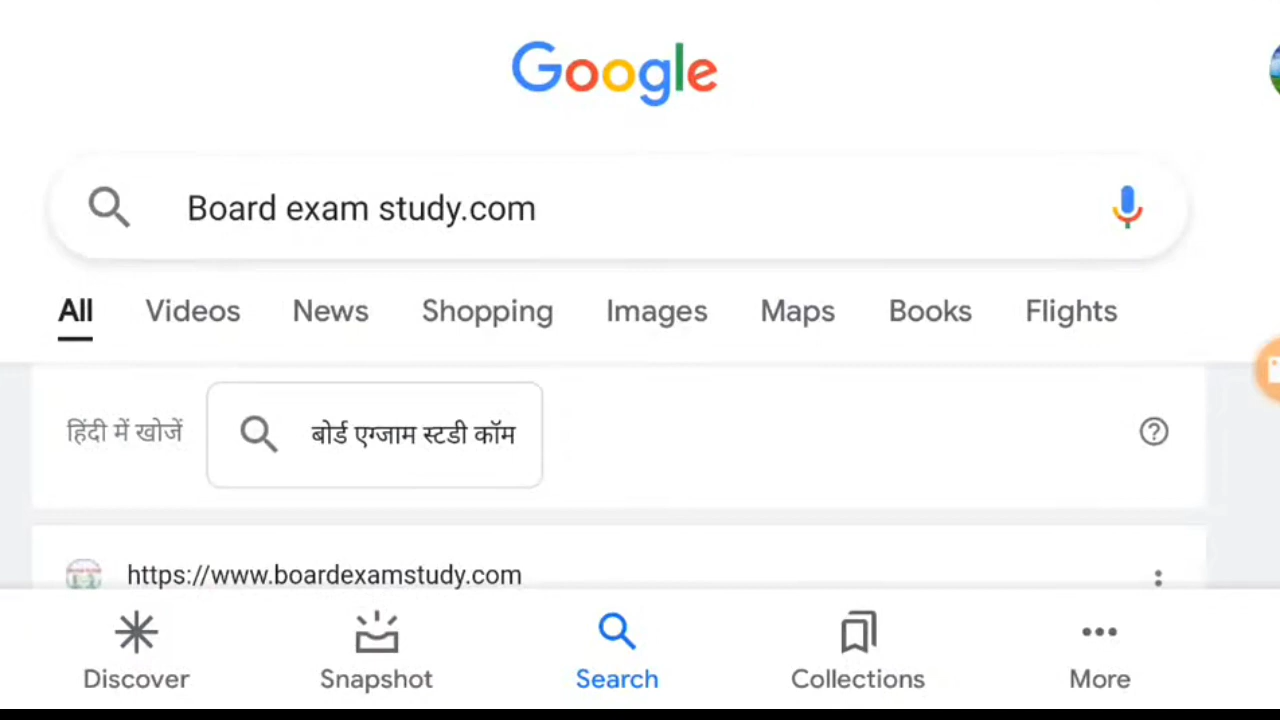 Google
Board exam study.com
All Videos News Shopping Images Maps Books Flights
हिंदी में खोजें बोर्ड एग्जाम स्टडी कॉम
https://www.boardexamstudy.com
Discover Snapshot Search Collections More